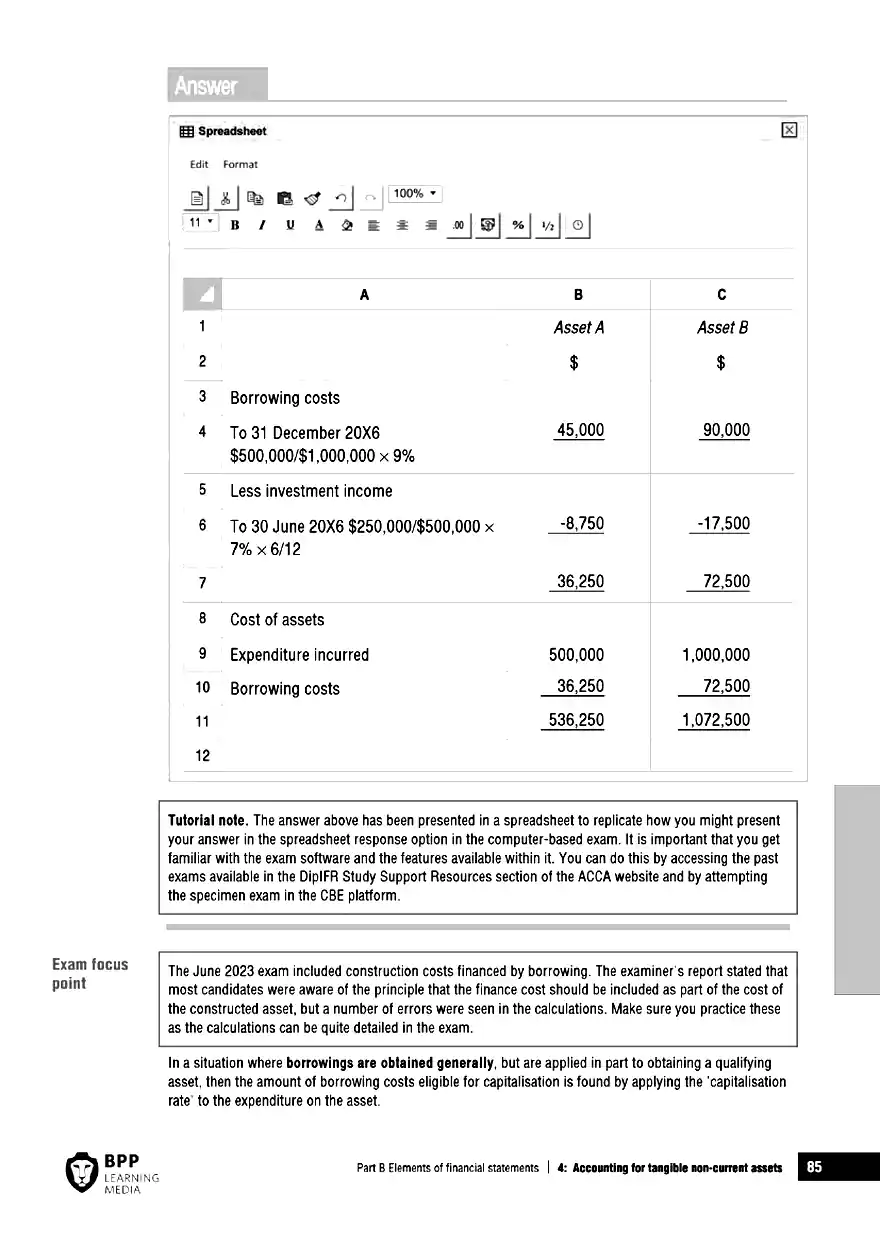 Answer
Spreadsheet
Edit Format
100%
11 B I U A .00 % 1/2
A B C
1 Asset A Asset B
2 $ $
3 Borrowing costs
4 To 31 December 20X6 45,000 90,000
$500,000/$1,000,000 × 9%
5 Less investment income
6 To 30 June 20X6 $250,000/$500,000 × -8,750 -17,500
7% × 6/12
7 36,250 72,500
8 Cost of assets
9 Expenditure incurred 500,000 1,000,000
10 Borrowing costs 36,250 72,500
11 536,250 1,072,500
12
Tutorial note. The answer above has been presented in a spreadsheet to replicate how you might present
your answer in the spreadsheet response option in the computer-based exam. It is important that you get
familiar with the exam software and the features available within it. You can do this by accessing the past
exams available in the DipIFR Study Support Resources section of the ACCA website and by attempting
the specimen exam in the CBE platform.
Exam focus
point
The June 2023 exam included construction costs financed by borrowing. The examiner's report stated that
most candidates were aware of the principle that the finance cost should be included as part of the cost of
the constructed asset, but a number of errors were seen in the calculations. Make sure you practice these
as the calculations can be quite detailed in the exam.
In a situation where borrowings are obtained generally, but are applied in part to obtaining a qualifying
asset, then the amount of borrowing costs eligible for capitalisation is found by applying the 'capitalisation
rate' to the expenditure on the asset.
BPP
LEARNING
MEDIA
Part B Elements of financial statements | 4: Accounting for tangible non-current assets 85